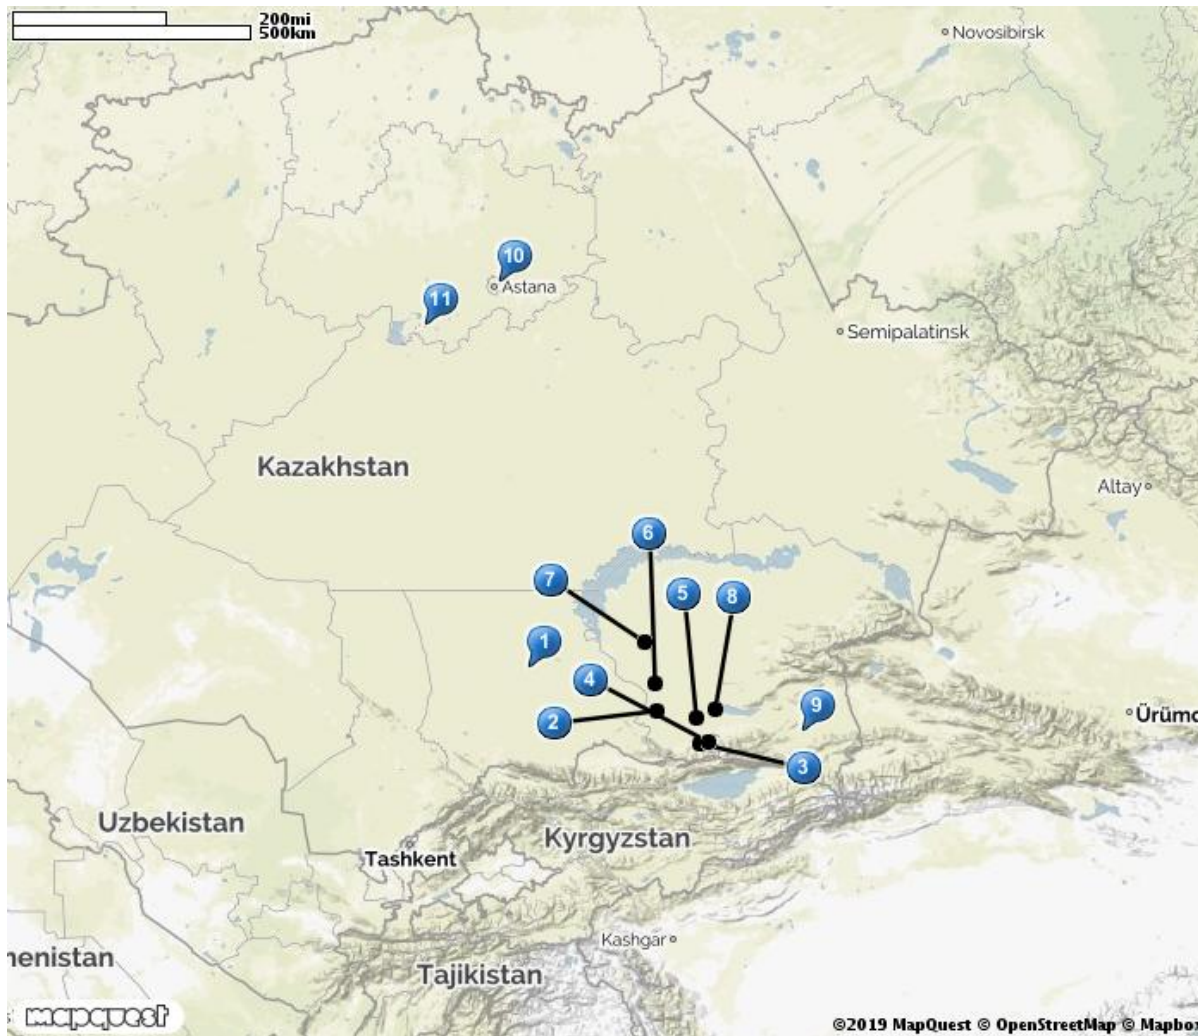 200mi
500km
Novosibirsk
10
Astana
11
Semipalatinsk
Kazakhstan
Altay
6
7
5
8
1
4
9
2
Ürümq
3
Uzbekistan
Kyrgyzstan
Tashkent
Kashgar
menistan
Tajikistan
mapquest
©2019 MapQuest © OpenStreetMap © Mapbo